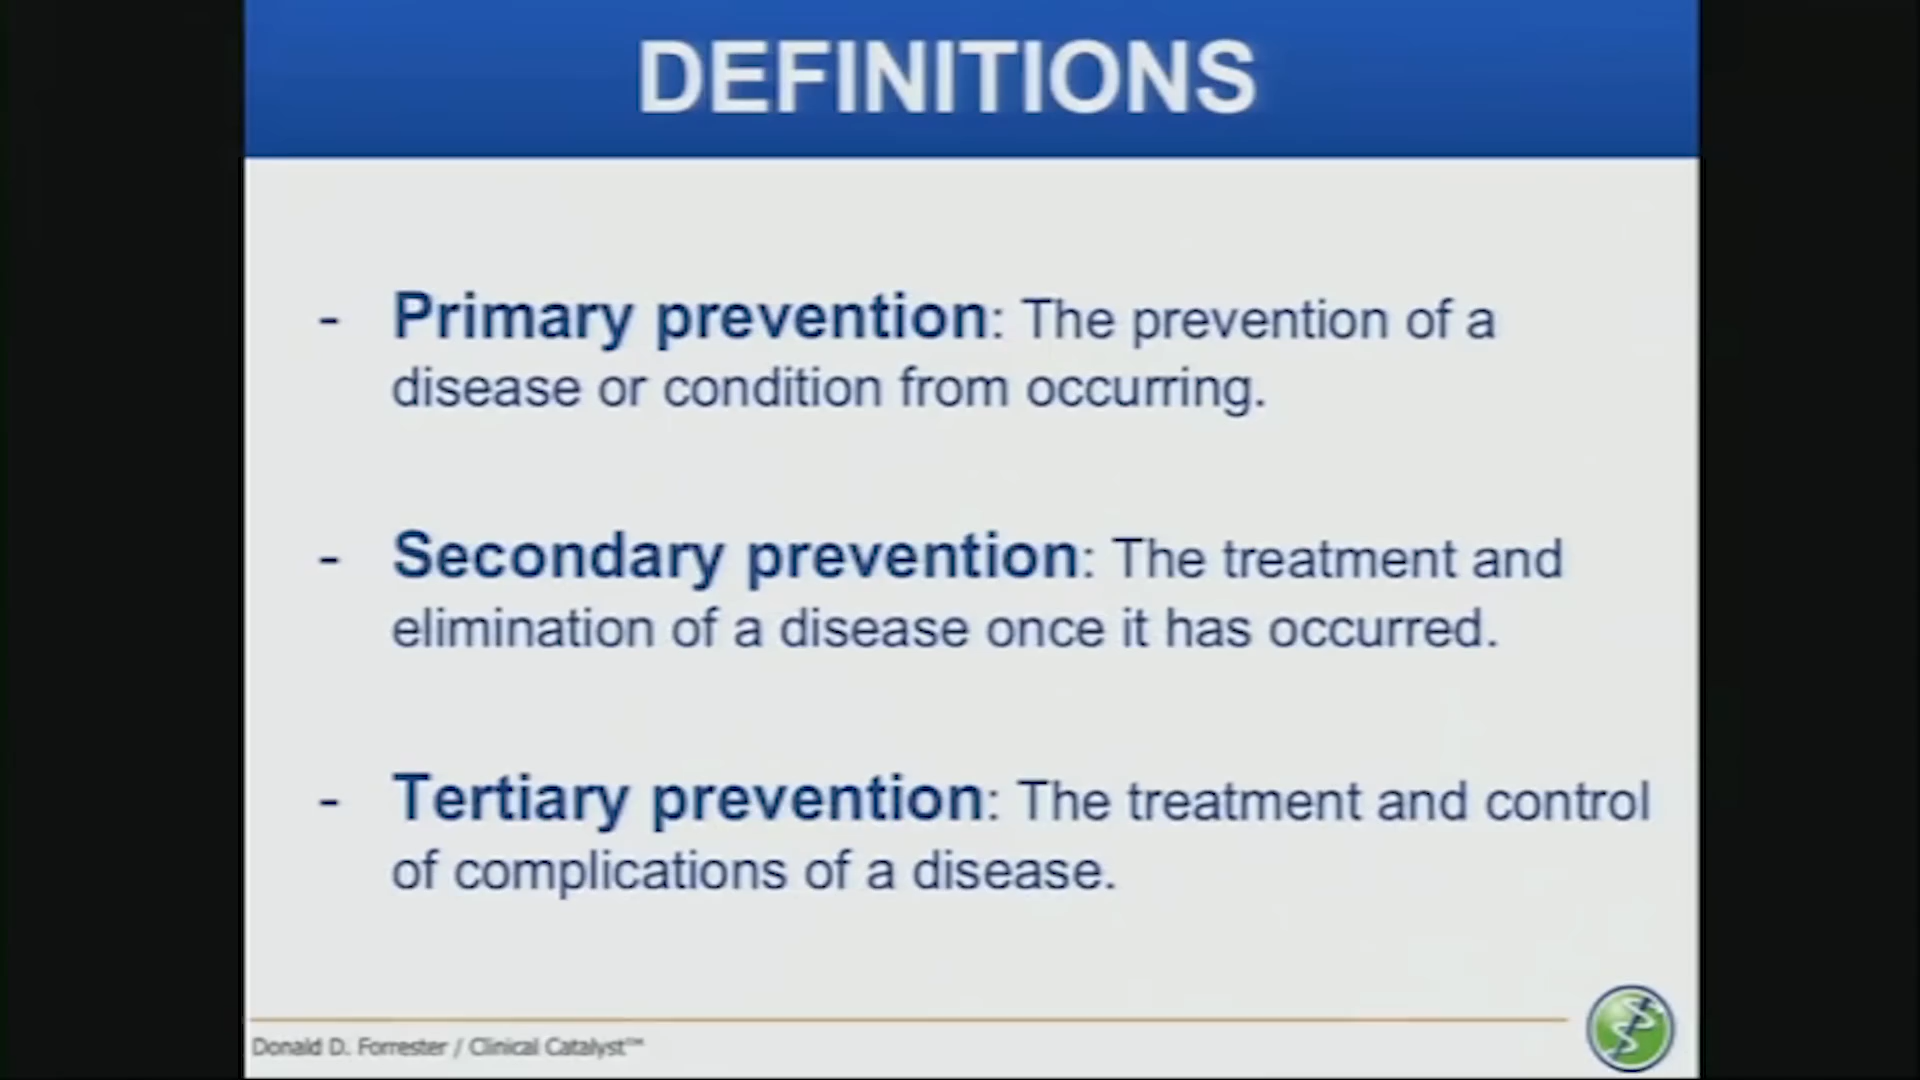 DEFINITIONS
- Primary prevention: The prevention of a
disease or condition from occurring.
- Secondary prevention: The treatment and
elimination of a disease once it has occurred.
- Tertiary prevention: The treatment and control
of complications of a disease.
Donald D. Forrester / Clinical Catalyst™